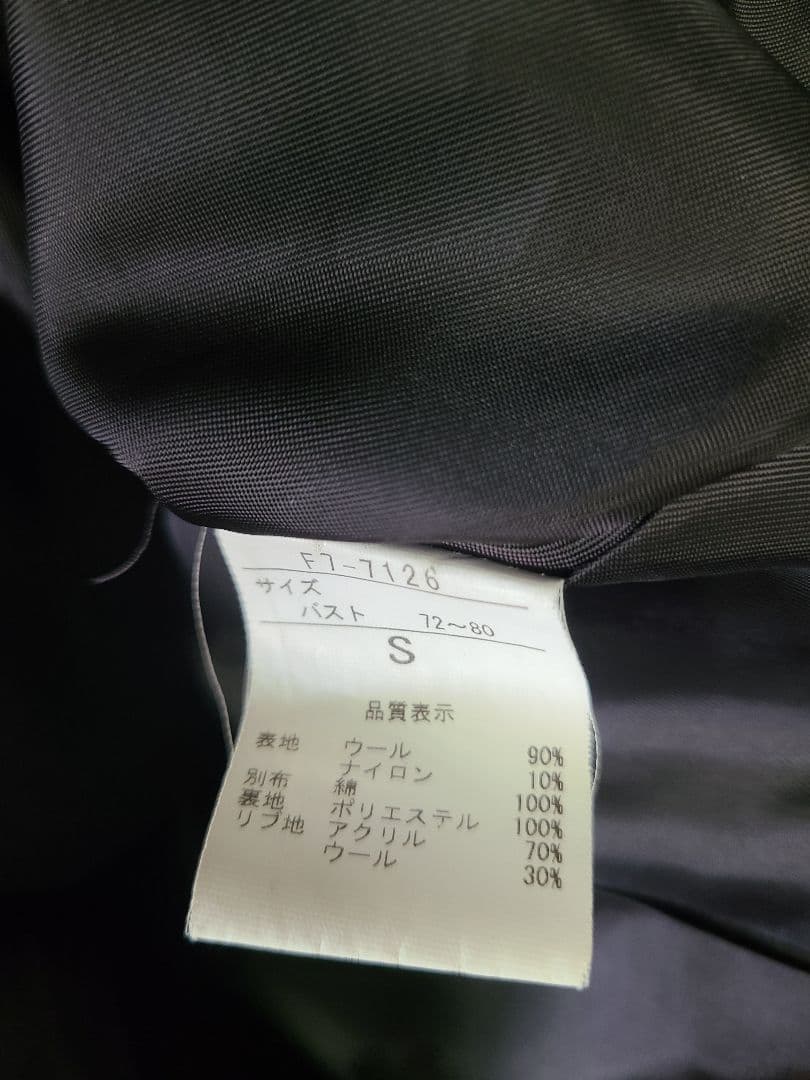 F7-7126
サイズ
バスト 72～80
S
品質表示
表地 ウール 90%
ナイロン 10%
別布 綿 100%
裏地 ポリエステル 100%
リブ地 アクリル 70%
ウール 30%